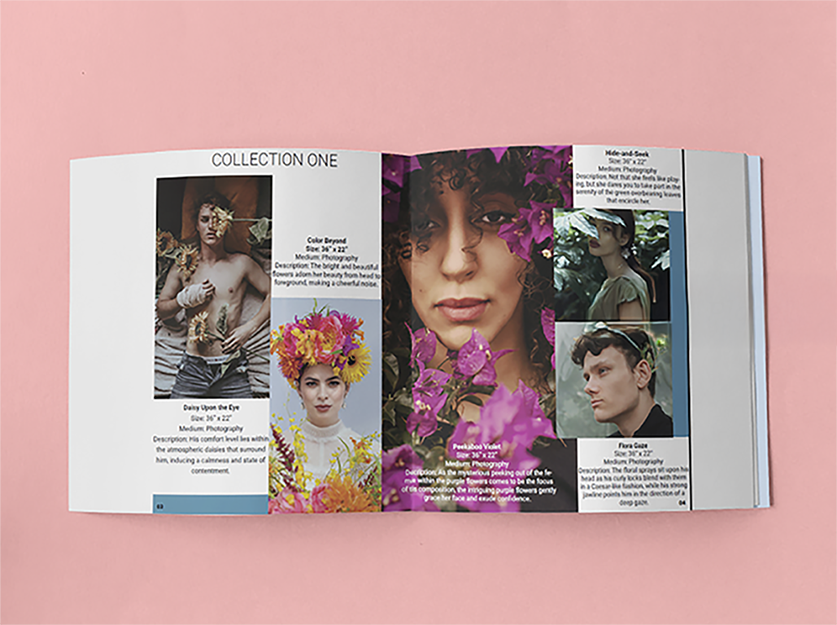 COLLECTION ONE
Daisy Upon the Eye
Size: 36" x 22"
Medium: Photography
Description: His comfort level lies within
the atmospheric daisies that surround
him, inducing a calmness and state of
contentment.
03
Color Beyond
Size: 36" x 22"
Medium: Photography
Description: The bright and beautiful
flowers adorn her beauty from head to
foreground, making a cheerful noise.
Peekaboo Violet
Size: 36" x 22"
Medium: Photography
Description: As the mysterious peeking out of the fe-
male within the purple flowers comes to be the focus
of this composition, the intriguing purple flowers gently
grace her face and exude confidence.
Hide-and-Seek
Size: 36" x 22"
Medium: Photography
Description: Not that she feels like play-
ing, but she dares you to take part in the
serenity of the green overbearing leaves
that encircle her.
Flora Gaze
Size: 36" x 22"
Medium: Photography
Description: The floral sprays sit upon his
head as his curly locks blend with them
in a Caesar-like fashion, while his strong
jawline points him in the direction of a
deep gaze.
04